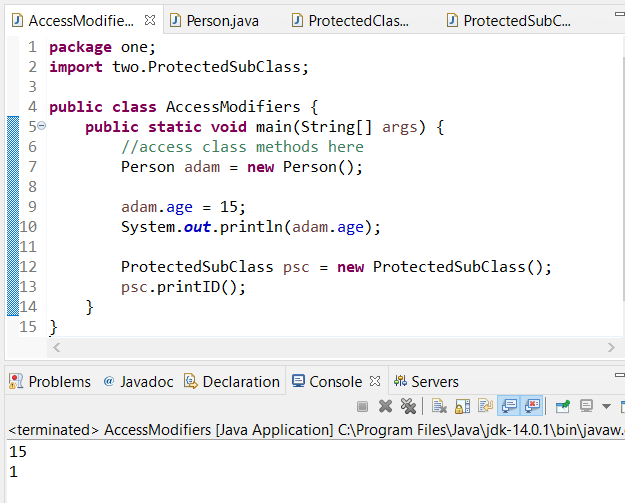 AccessModifie... Person.java ProtectedClas... ProtectedSubC...
1 package one;
2 import two.ProtectedSubClass;
3
4 public class AccessModifiers {
5 public static void main(String[] args) {
6 //access class methods here
7 Person adam = new Person();
8
9 adam.age = 15;
10 System.out.println(adam.age);
11
12 ProtectedSubClass psc = new ProtectedSubClass();
13 psc.printID();
14 }
15 }
Problems @ Javadoc Declaration Console Servers
<terminated> AccessModifiers [Java Application] C:\Program Files\Java\jdk-14.0.1\bin\javaw.
15
1